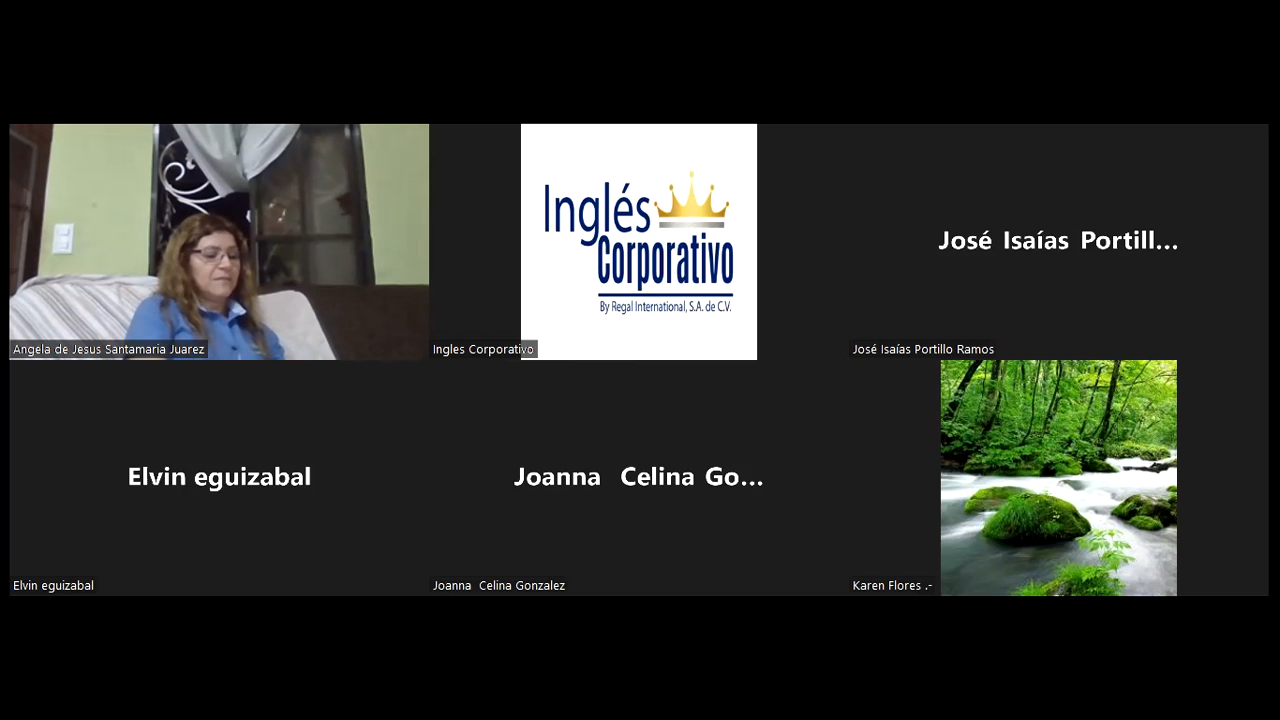 Inglés
Corporativo
By Regal International, S.A. de C.V.
José Isaías Portill...
Angela de Jesus Santamaria Juarez
Ingles Corporativo
José Isaías Portillo Ramos
Elvin eguizabal
Joanna Celina Go...
Elvin eguizabal
Joanna Celina Gonzalez
Karen Flores .-